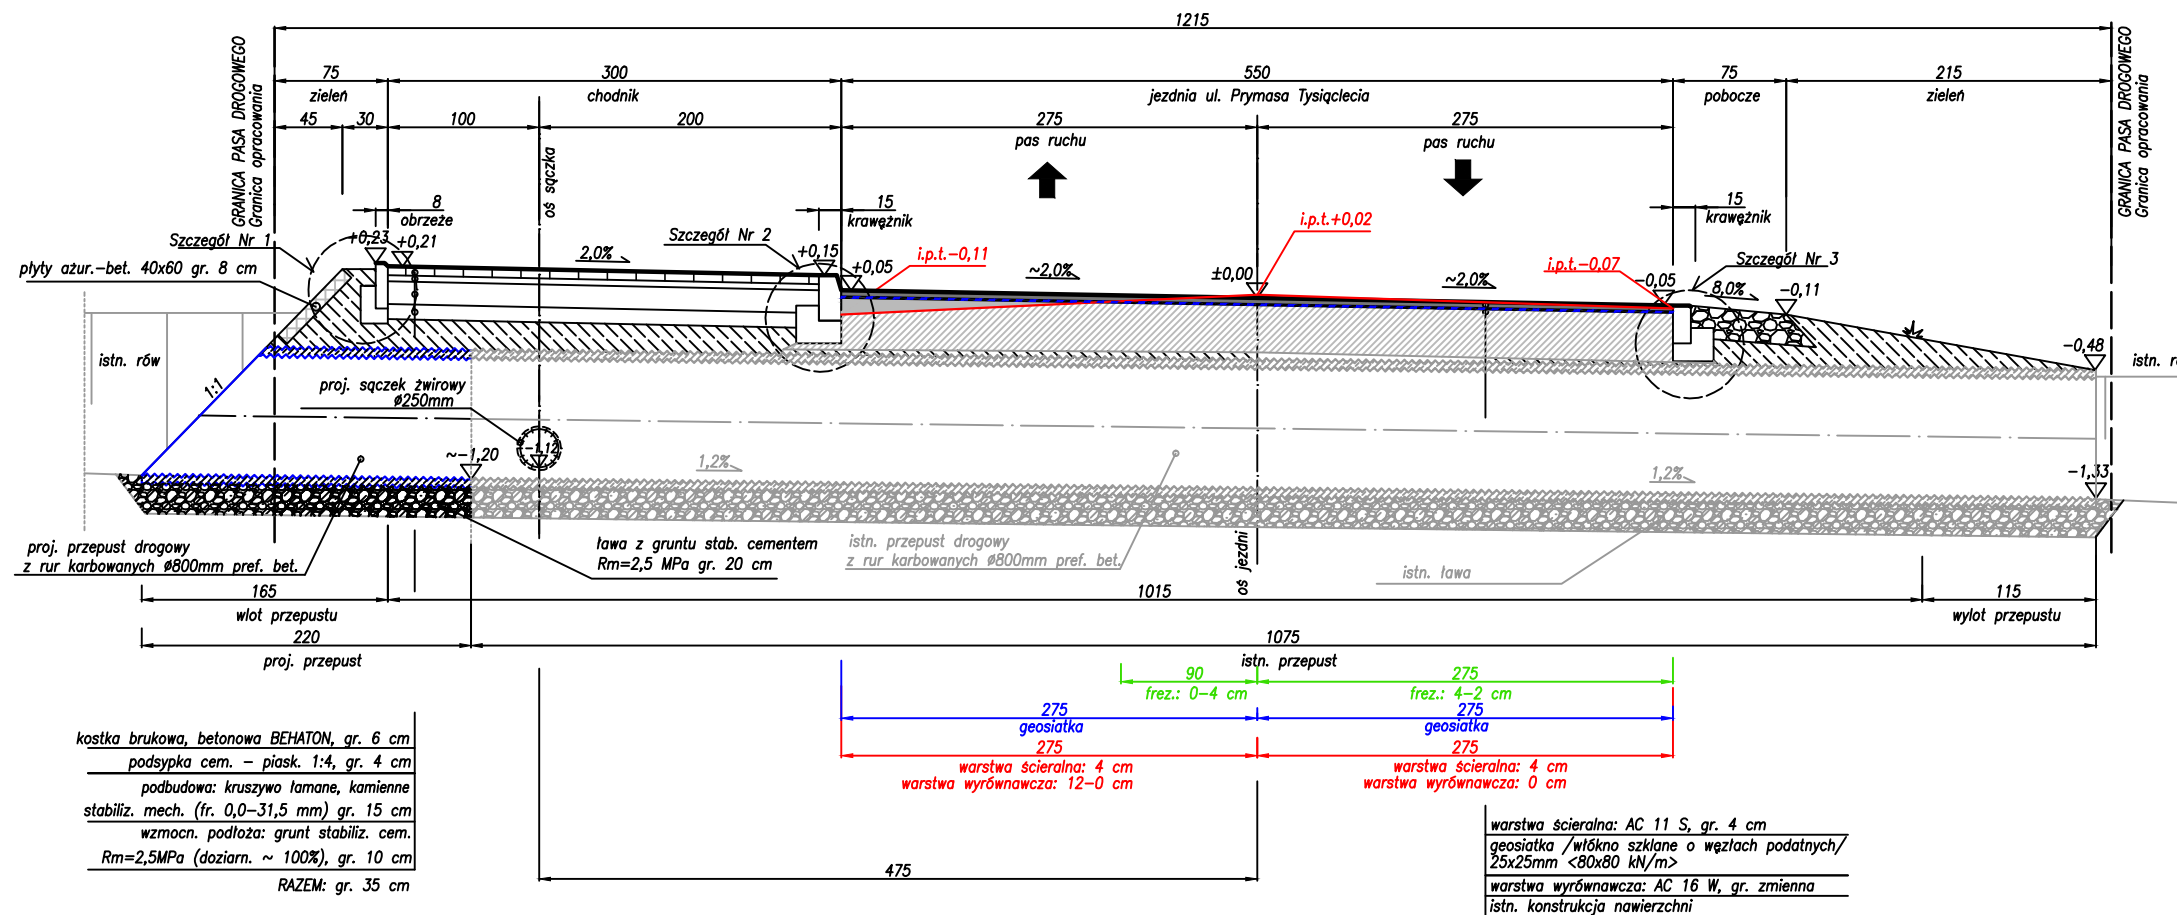 1215
GRANICA PASA DROGOWEGO
Granica opracowania
GRANICA PASA DROGOWEGO
Granica opracowania
75
300
550
75
215
zieleń
chodnik
jezdnia ul. Prymasa Tysiąclecia
pobocze
zieleń
45
30
100
200
275
275
pas ruchu
pas ruchu
oś sączka
8
obrzeże
15
krawężnik
15
krawężnik
Szczegół Nr 1
+0,23
+0,21
2,0%
Szczegół Nr 2
+0,15
+0,05
i.p.t.-0,11
~2,0%
±0,00
i.p.t.+0,02
~2,0%
i.p.t.-0,07
-0,05
Szczegół Nr 3
8,0%
-0,11
płyty ażur.-bet. 40x60 gr. 8 cm
istn. rów
1:1
proj. sączek żwirowy
ø250mm
-0,48
~-1,20
-1,12
1,2%
1,2%
-1,33
proj. przepust drogowy
z rur karbowanych ø800mm pref. bet.
ława z gruntu stab. cementem
Rm=2,5 MPa gr. 20 cm
istn. przepust drogowy
z rur karbowanych ø800mm pref. bet.
oś jezdni
istn. ława
165
1015
115
wlot przepustu
wylot przepustu
220
1075
proj. przepust
istn. przepust
90
275
frez.: 0-4 cm
frez.: 4-2 cm
275
275
geosiatka
geosiatka
275
275
warstwa ścieralna: 4 cm
warstwa wyrównawcza: 12-0 cm
warstwa ścieralna: 4 cm
warstwa wyrównawcza: 0 cm
kostka brukowa, betonowa BEHATON, gr. 6 cm
podsypka cem. - piask. 1:4, gr. 4 cm
podbudowa: kruszywo łamane, kamienne
stabiliz. mech. (fr. 0,0-31,5 mm) gr. 15 cm
wzmocn. podłoża: grunt stabiliz. cem.
Rm=2,5MPa (doziarn. ~ 100%), gr. 10 cm
RAZEM: gr. 35 cm
475
warstwa ścieralna: AC 11 S, gr. 4 cm
geosiatka /włókno szklane o węzłach podatnych/
25x25mm <80x80 kN/m>
warstwa wyrównawcza: AC 16 W, gr. zmienna
istn. konstrukcja nawierzchni